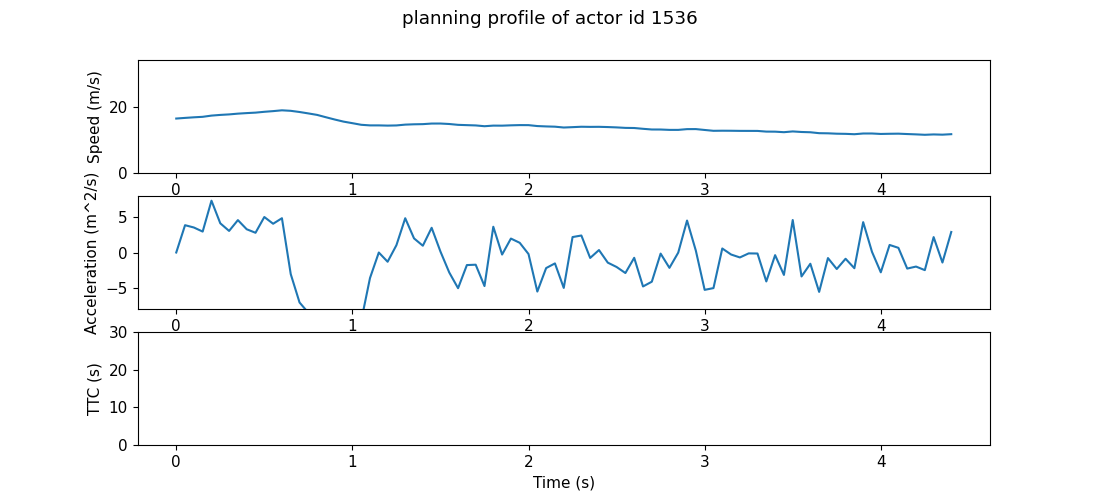 planning profile of actor id 1536
Speed (m/s)
20
0
0 1 2 3 4
Acceleration (m^2/s)
5
0
−5
0 1 2 3 4
TTC (s)
30
20
10
0
0 1 2 3 4
Time (s)